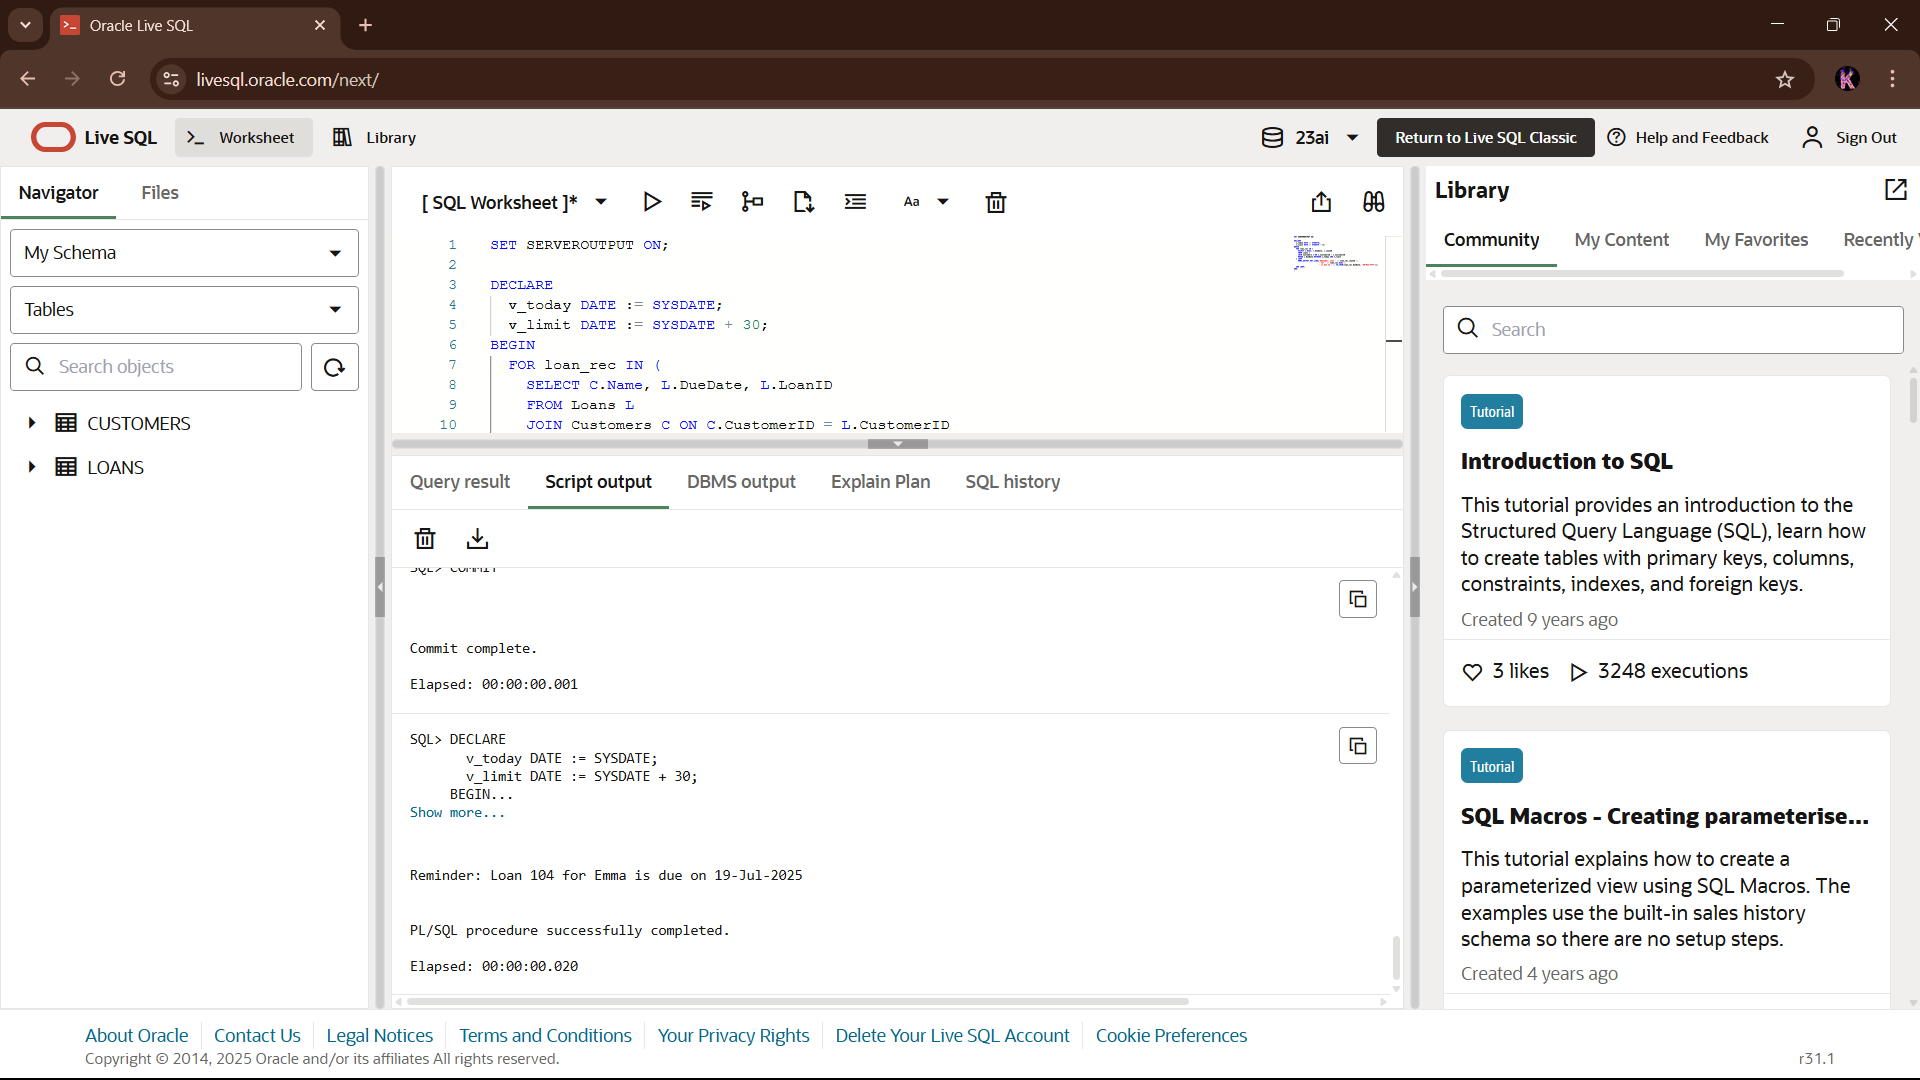 Oracle Live SQL
livesql.oracle.com/next/
Live SQL
Worksheet
Library
23ai
Return to Live SQL Classic
Help and Feedback
Sign Out
Navigator
Files
My Schema
Tables
Search objects
CUSTOMERS
LOANS
[ SQL Worksheet ]*
Aa
1 SET SERVEROUTPUT ON;
2
3 DECLARE
4 v_today DATE := SYSDATE;
5 v_limit DATE := SYSDATE + 30;
6 BEGIN
7 FOR loan_rec IN (
8 SELECT C.Name, L.DueDate, L.LoanID
9 FROM Loans L
10 JOIN Customers C ON C.CustomerID = L.CustomerID
Query result
Script output
DBMS output
Explain Plan
SQL history
SQL> COMMIT
Commit complete.
Elapsed: 00:00:00.001
SQL> DECLARE
v_today DATE := SYSDATE;
v_limit DATE := SYSDATE + 30;
BEGIN...
Show more...
Reminder: Loan 104 for Emma is due on 19-Jul-2025
PL/SQL procedure successfully completed.
Elapsed: 00:00:00.020
Library
Community
My Content
My Favorites
Recently
Search
Tutorial
Introduction to SQL
This tutorial provides an introduction to the
Structured Query Language (SQL), learn how
to create tables with primary keys, columns,
constraints, indexes, and foreign keys.
Created 9 years ago
3 likes
3248 executions
Tutorial
SQL Macros - Creating parameterise...
This tutorial explains how to create a
parameterized view using SQL Macros. The
examples use the built-in sales history
schema so there are no setup steps.
Created 4 years ago
About Oracle
Contact Us
Legal Notices
Terms and Conditions
Your Privacy Rights
Delete Your Live SQL Account
Cookie Preferences
Copyright © 2014, 2025 Oracle and/or its affiliates All rights reserved.
r31.1